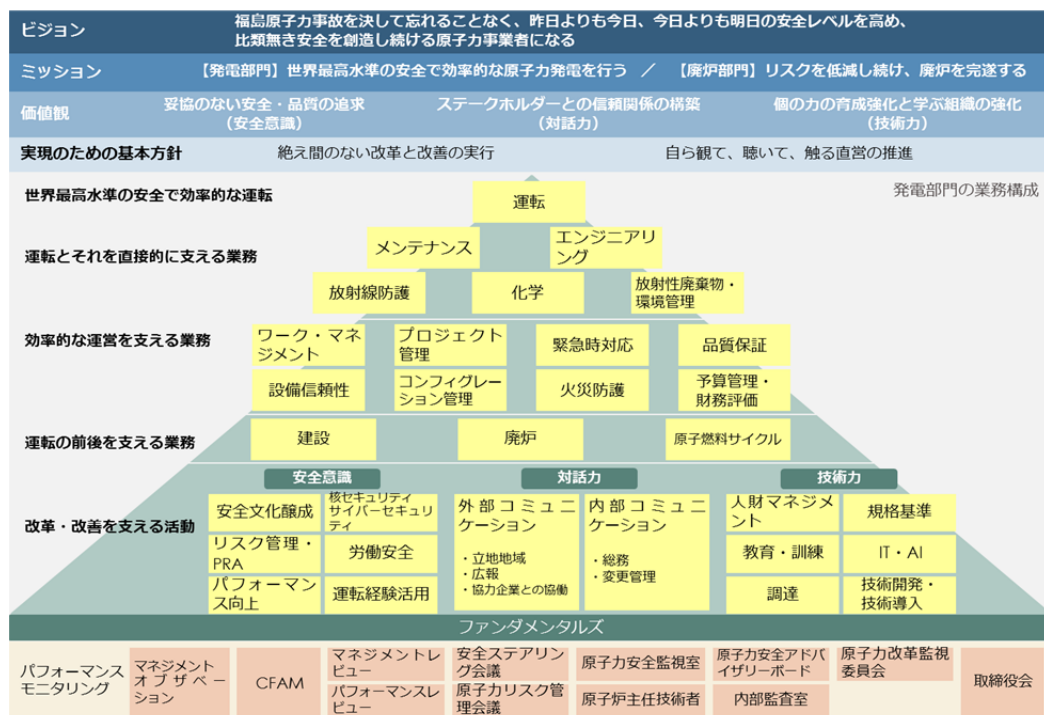 ビジョン
福島原子力事故を決して忘れることなく、昨日よりも今日、今日よりも明日の安全レベルを高め、
比類無き安全を創造し続ける原子力事業者になる
ミッション
【発電部門】世界最高水準の安全で効率的な原子力発電を行う ／ 【廃炉部門】リスクを低減し続け、廃炉を完遂する
価値観
妥協のない安全・品質の追求
(安全意識)
ステークホルダーとの信頼関係の構築
(対話力)
個の力の育成強化と学ぶ組織の強化
(技術力)
実現のための基本方針
絶え間のない改革と改善の実行
自ら観て、聴いて、触る直営の推進
発電部門の業務構成
世界最高水準の安全で効率的な運転
運転
運転とそれを直接的に支える業務
メンテナンス
エンジニアリ
ング
放射線防護
化学
放射性廃棄物・
環境管理
効率的な運営を支える業務
ワーク・マネ
ジメント
プロジェクト
管理
緊急時対応
品質保証
設備信頼性
コンフィグレー
ション管理
火災防護
予算管理・
財務評価
運転の前後を支える業務
建設
廃炉
原子燃料サイクル
改革・改善を支える活動
安全意識
対話力
技術力
安全文化醸成
核セキュリティ
サイバーセキュリ
ティ
リスク管理・
PRA
労働安全
パフォーマン
ス向上
運転経験活用
外部コミュニ
ケーション
・立地地域
・広報
・協力企業との協働
内部コミュニ
ケーション
・総務
・変更管理
人財マネジメ
ント
規格基準
教育・訓練
IT・AI
調達
技術開発・
技術導入
ファンダメンタルズ
パフォーマンス
モニタリング
マネジメント
オブザベー
ション
CFAM
マネジメントレ
ビュー
パフォーマンスレ
ビュー
安全ステアリン
グ会議
原子力リスク管
理会議
原子力安全監視室
原子炉主任技術者
原子力安全アドバ
イザリーボード
内部監査室
原子力改革監視
委員会
取締役会